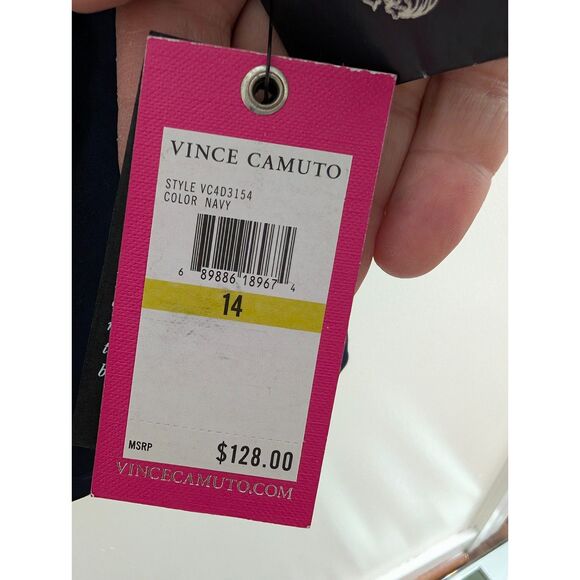 VINCE CAMUTO
STYLE VC4D3154
COLOR NAVY
6 89886 18967 4
14
MSRP $128.00
VINCECAMUTO.COM